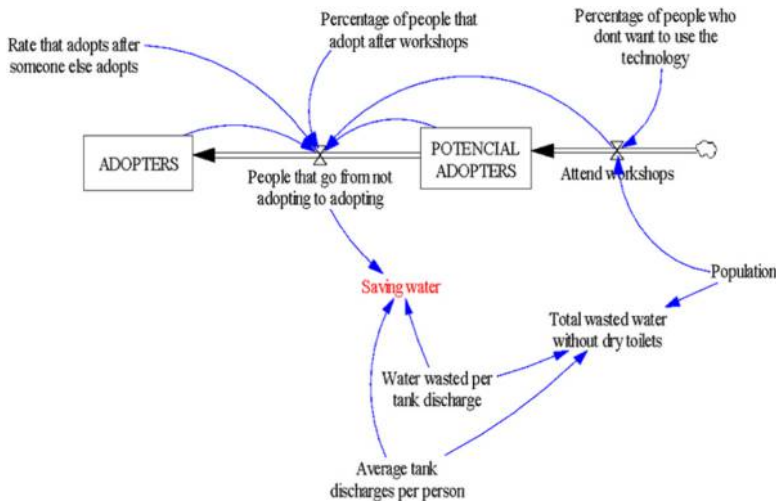 Rate that adopts after
someone else adopts
Percentage of people that
adopt after workshops
Percentage of people who
dont want to use the
technology
ADOPTERS
POTENCIAL
ADOPTERS
People that go from not
adopting to adopting
Attend workshops
Population
Saving water
Total wasted water
without dry toilets
Water wasted per
tank discharge
Average tank
discharges per person